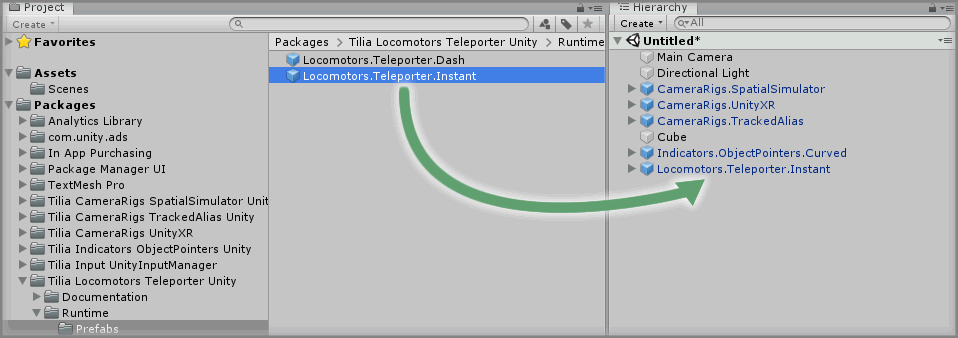 Project
Create
Favorites
Assets
Scenes
Packages
Analytics Library
com.unity.ads
In App Purchasing
Package Manager UI
TextMesh Pro
Tilia CameraRigs SpatialSimulator Unit
Tilia CameraRigs TrackedAlias Unity
Tilia CameraRigs UnityXR
Tilia Indicators ObjectPointers Unity
Tilia Input UnityInputManager
Tilia Locomotors Teleporter Unity
Documentation
Runtime
Prefabs
Packages > Tilia Locomotors Teleporter Unity > Runtime
Locomotors.Teleporter.Dash
Locomotors.Teleporter.Instant
Hierarchy
Create
All
Untitled*
Main Camera
Directional Light
CameraRigs.SpatialSimulator
CameraRigs.UnityXR
CameraRigs.TrackedAlias
Cube
Indicators.ObjectPointers.Curved
Locomotors.Teleporter.Instant